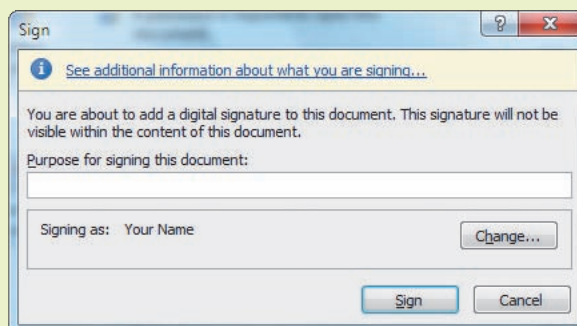 Sign
See additional information about what you are signing...
You are about to add a digital signature to this document. This signature will not be
visible within the content of this document.
Purpose for signing this document:
Signing as: Your Name
Change...
Sign
Cancel